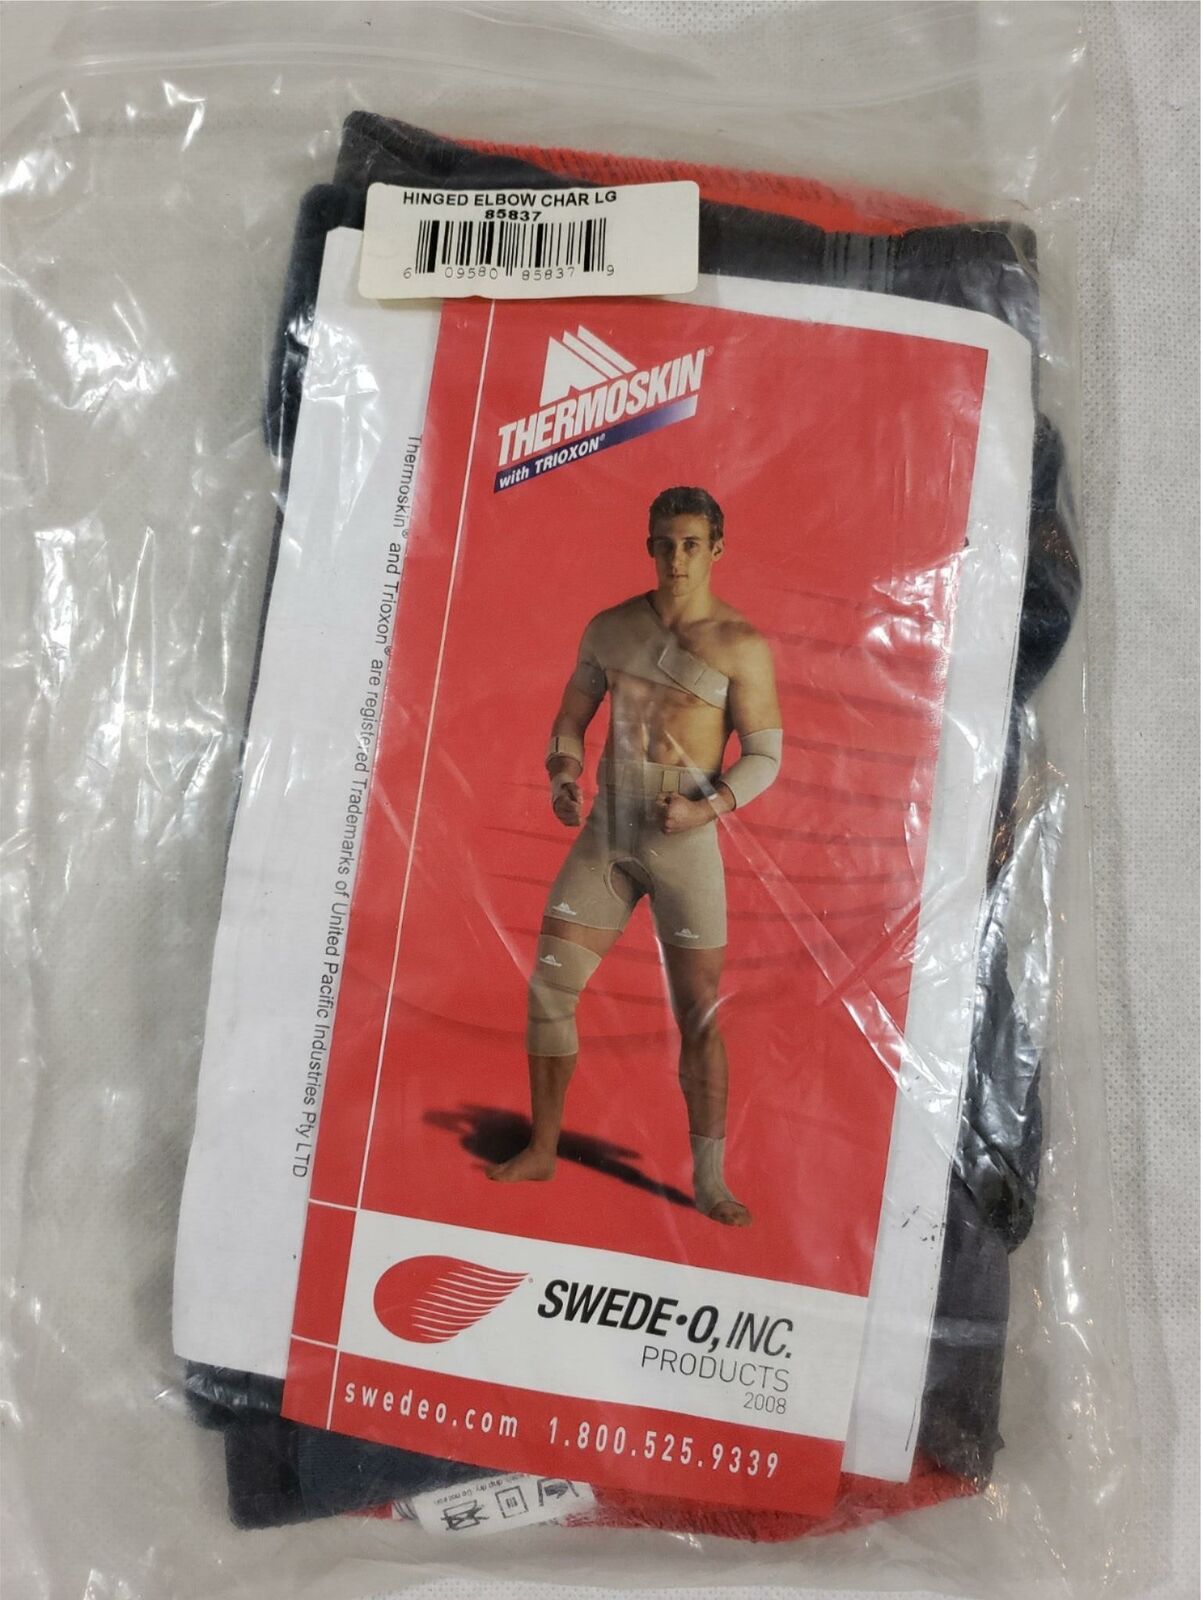 HINGED ELBOW CHAR LG
85837
6 09580 85837 9
THERMOSKIN®
with TRIOXON®
Thermoskin® and Trioxon® are registered Trademarks of United Pacific Industries Pty LTD
SWEDE•O, INC.
PRODUCTS
2008
swedeo.com 1.800.525.9339